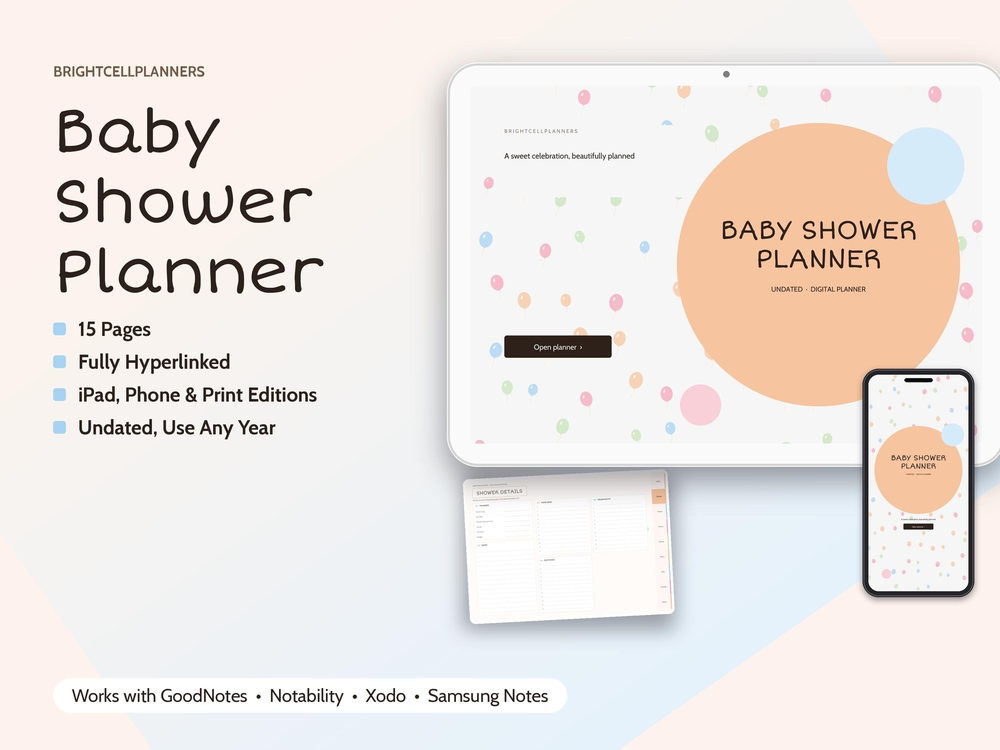 BRIGHTCELLPLANNERS
Baby
Shower
Planner
15 Pages
Fully Hyperlinked
iPad, Phone & Print Editions
Undated, Use Any Year
BRIGHTCELLPLANNERS
A sweet celebration, beautifully planned
BABY SHOWER
PLANNER
UNDATED · DIGITAL PLANNER
Open planner ›
SHOWER DETAILS
BABY SHOWER
PLANNER
Works with GoodNotes • Notability • Xodo • Samsung Notes